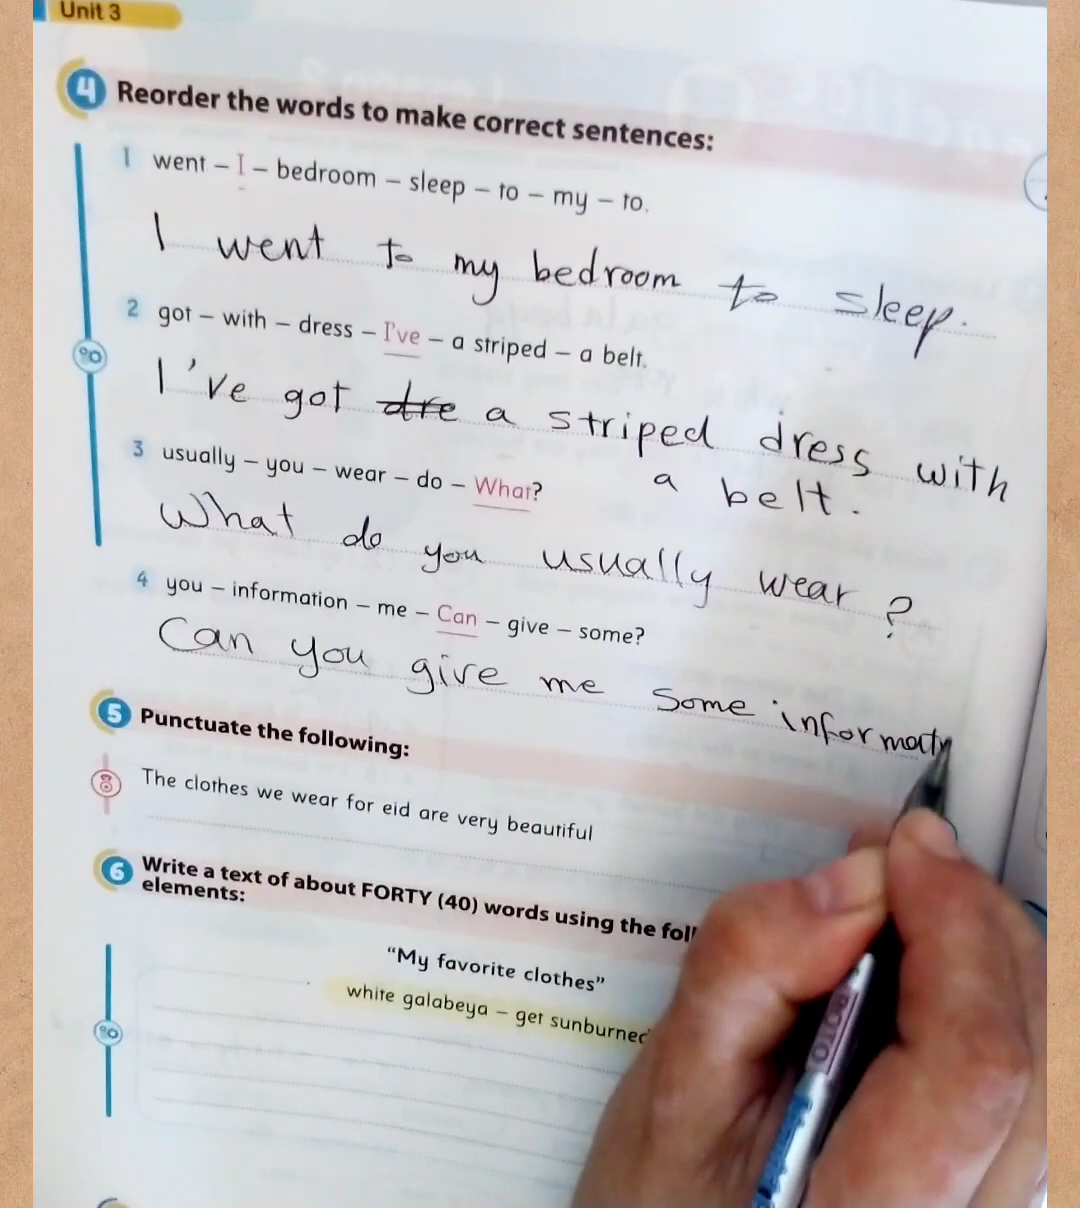 Unit 3
4 Reorder the words to make correct sentences:
1 went – I – bedroom – sleep – to – my – to.
I went to my bedroom to sleep.
2 got – with – dress – I've – a striped – a belt.
I've got dre a striped dress with
a belt.
3 usually – you – wear – do – What?
What do you usually wear?
4 you – information – me – Can – give – some?
Can you give me some informat
5 Punctuate the following:
The clothes we wear for eid are very beautiful
6 Write a text of about FORTY (40) words using the
elements:
"My favorite clothes"
white galabeya – get sunburned